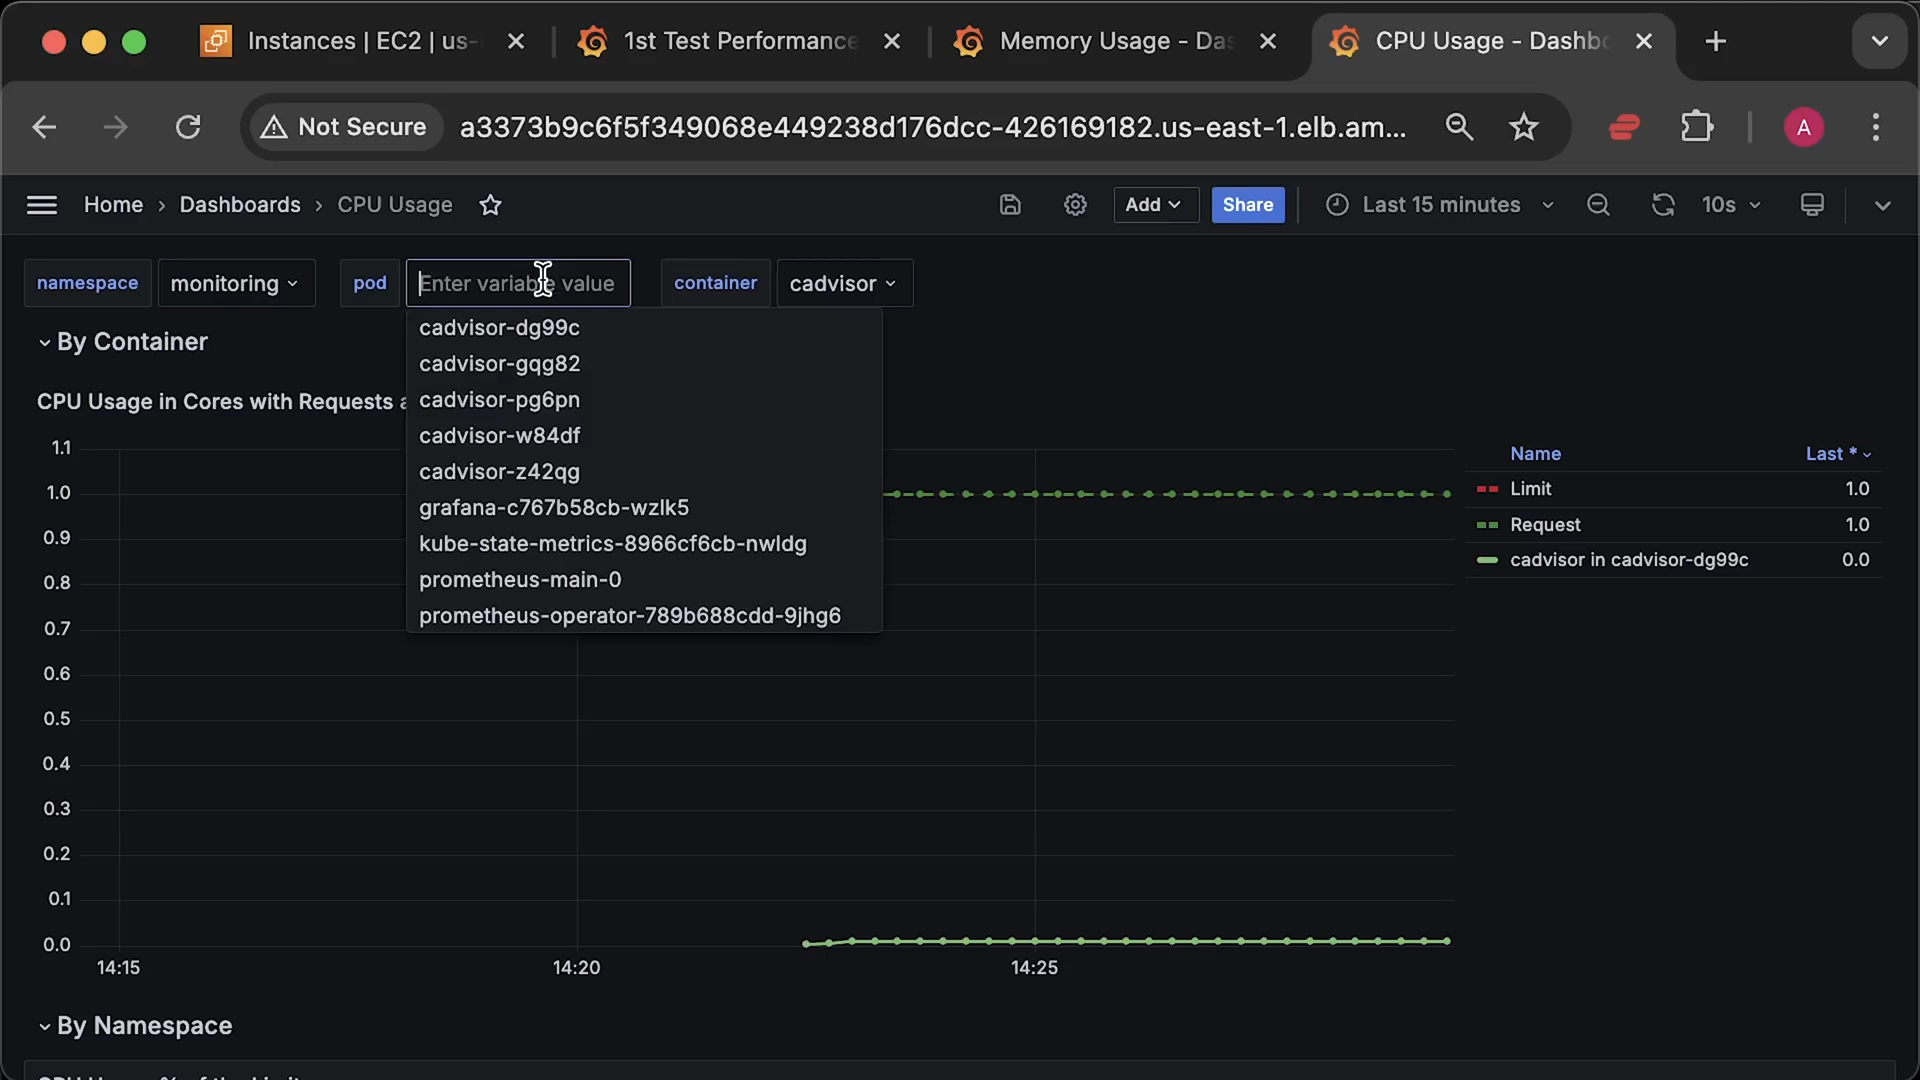 Instances | EC2 | us-
1st Test Performance
Memory Usage - Das
CPU Usage - Dashbo
Not Secure
a3373b9c6f5f349068e449238d176dcc-426169182.us-east-1.elb.am...
A
Home › Dashboards › CPU Usage
Add
Share
Last 15 minutes
10s
namespace
monitoring
pod
Enter variable value
container
cadvisor
cadvisor-dg99c
cadvisor-gqg82
cadvisor-pg6pn
cadvisor-w84df
cadvisor-z42qg
grafana-c767b58cb-wzlk5
kube-state-metrics-8966cf6cb-nwldg
prometheus-main-0
prometheus-operator-789b688cdd-9jhg6
By Container
CPU Usage in Cores with Requests a
1.1
1.0
0.9
0.8
0.7
0.6
0.5
0.4
0.3
0.2
0.1
0.0
14:15
14:20
14:25
Name Last *
Limit 1.0
Request 1.0
cadvisor in cadvisor-dg99c 0.0
By Namespace